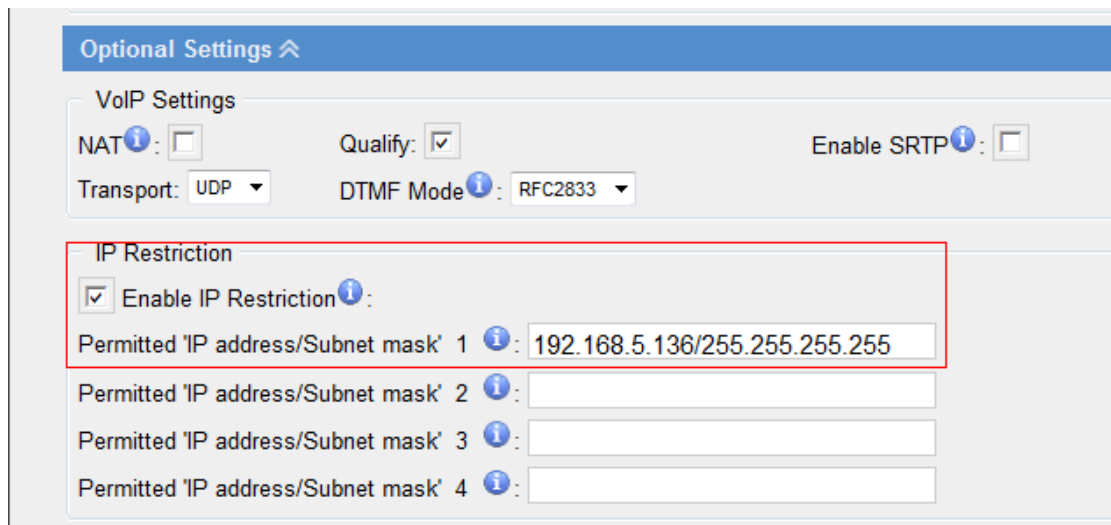 Optional Settings
VoIP Settings
NAT : Qualify: Enable SRTP :
Transport: UDP DTMF Mode : RFC2833
IP Restriction
Enable IP Restriction :
Permitted 'IP address/Subnet mask' 1 : 192.168.5.136/255.255.255.255
Permitted 'IP address/Subnet mask' 2 :
Permitted 'IP address/Subnet mask' 3 :
Permitted 'IP address/Subnet mask' 4 :